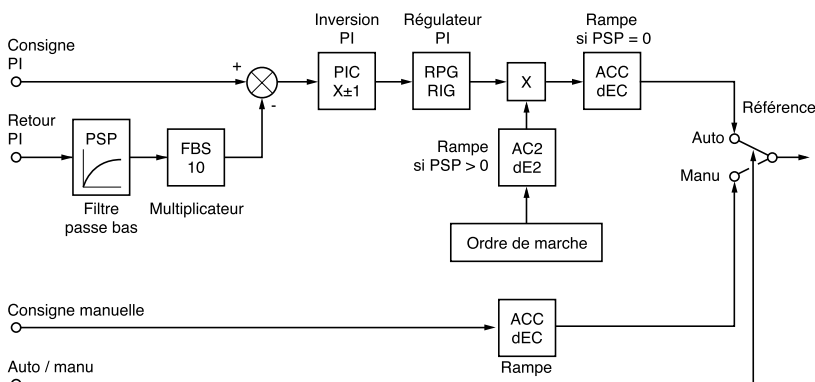 Inversion
PI
Régulateur
PI
Rampe
si PSP = 0
Consigne
PI
+
-
PIC
X±1
RPG
RIG
X
ACC
dEC
Référence
Retour
PI
PSP
FBS
10
Rampe
si PSP > 0
AC2
dE2
Auto
Manu
Filtre
passe bas
Multiplicateur
Ordre de marche
Consigne manuelle
ACC
dEC
Rampe
Auto / manu